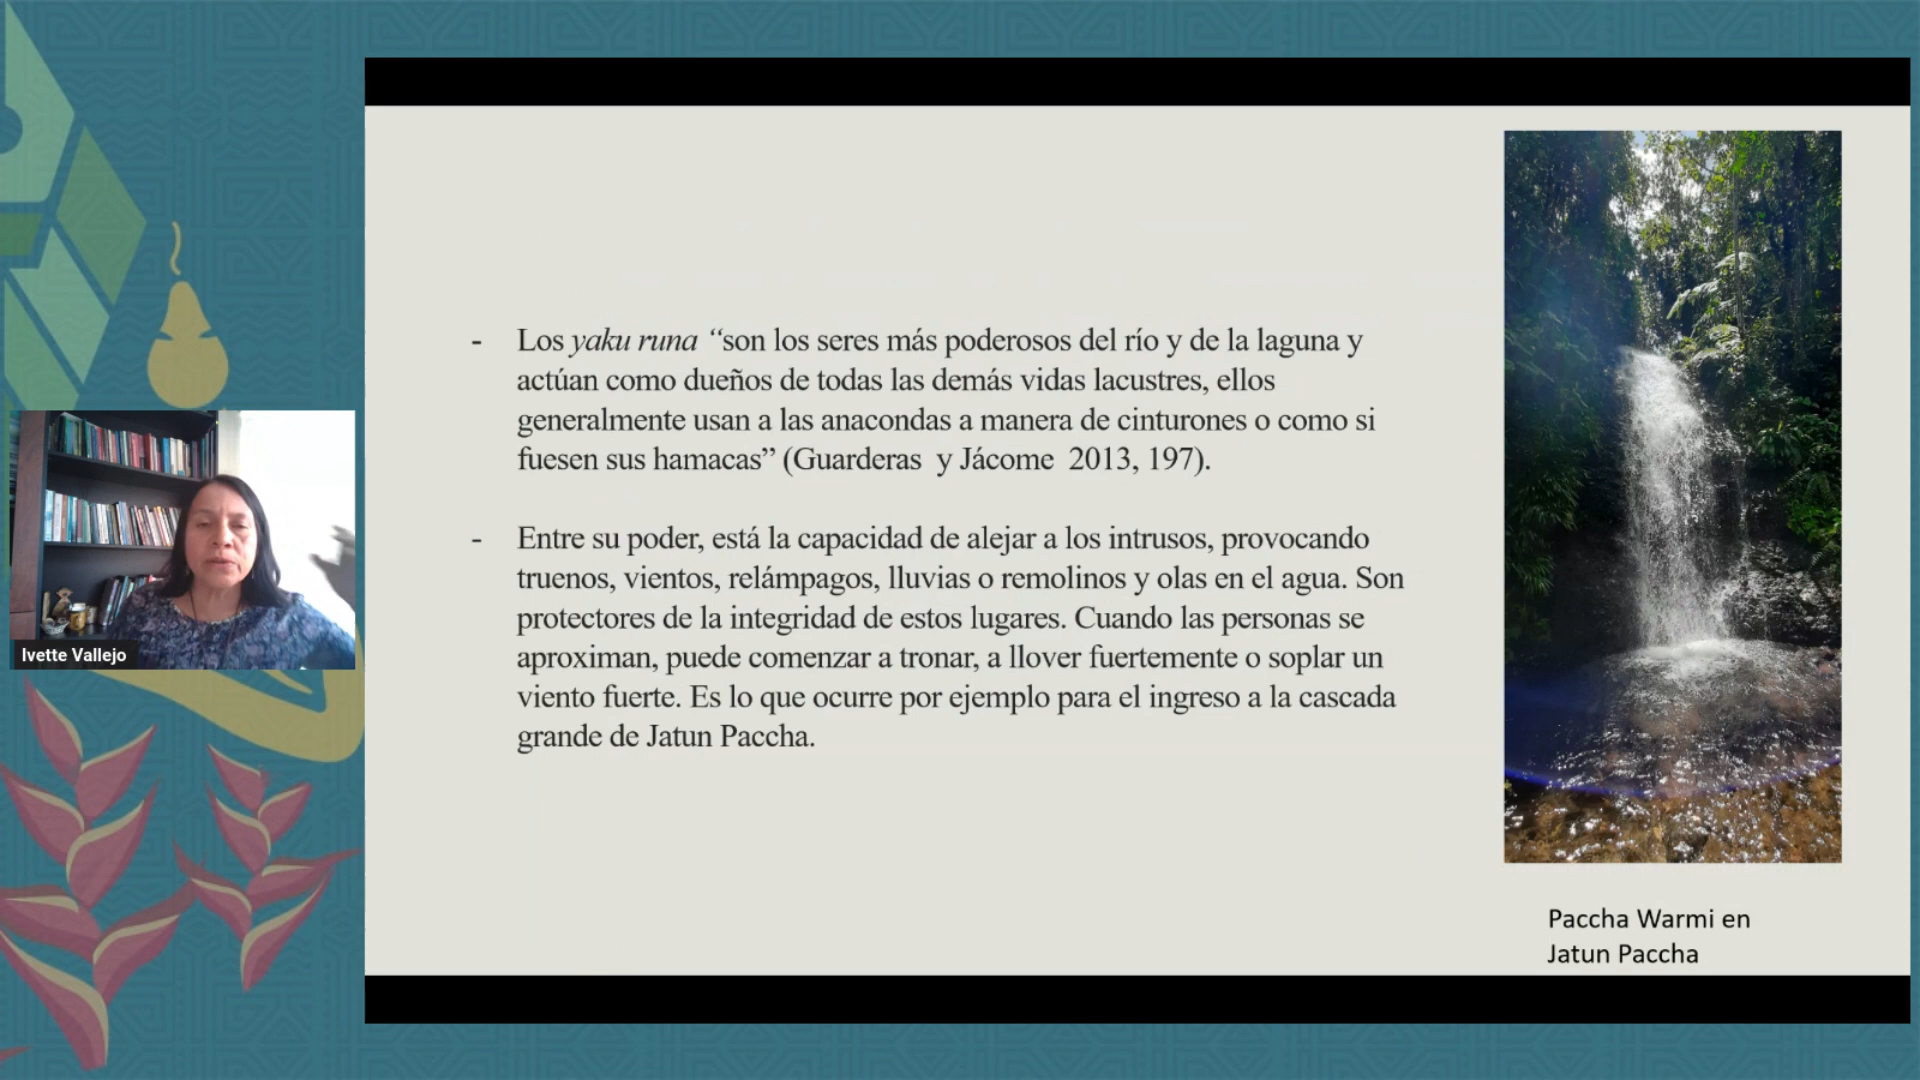 - Los yaku runa “son los seres más poderosos del río y de la laguna y
actúan como dueños de todas las demás vidas lacustres, ellos
generalmente usan a las anacondas a manera de cinturones o como si
fuesen sus hamacas” (Guarderas y Jácome 2013, 197).
- Entre su poder, está la capacidad de alejar a los intrusos, provocando
truenos, vientos, relámpagos, lluvias o remolinos y olas en el agua. Son
protectores de la integridad de estos lugares. Cuando las personas se
aproximan, puede comenzar a tronar, a llover fuertemente o soplar un
viento fuerte. Es lo que ocurre por ejemplo para el ingreso a la cascada
grande de Jatun Paccha.
Ivette Vallejo
Paccha Warmi en
Jatun Paccha